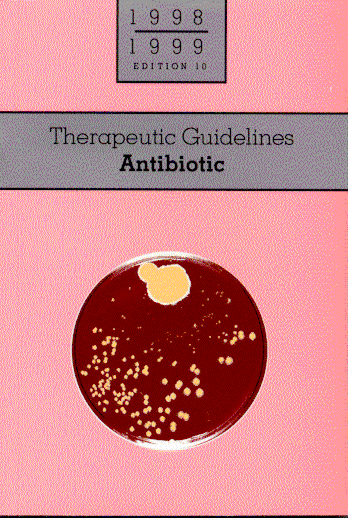 1998
1999
EDITION 10
Therapeutic Guidelines
Antibiotic